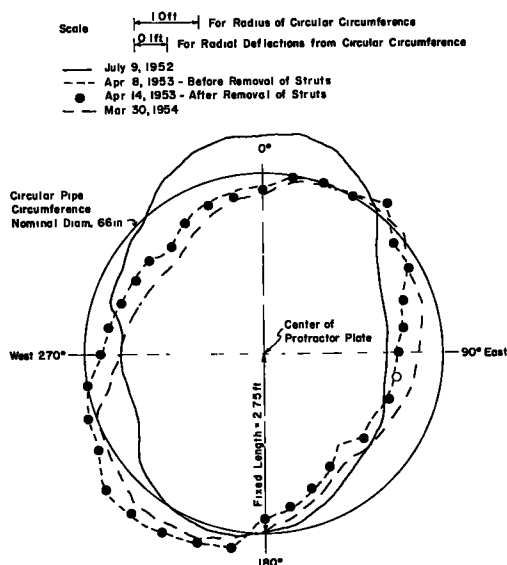 Scale
1.0 ft
For Radius of Circular Circumference
0.1 ft
For Radial Deflections from Circular Circumference
July 9, 1952
Apr 8, 1953 - Before Removal of Struts
Apr 14, 1953 - After Removal of Struts
Mar 30, 1954
0°
Circular Pipe
Circumference
Nominal Diam. 66in
Center of
Protractor Plate
West 270°
90° East
Fixed Length = 2.75 ft
180°